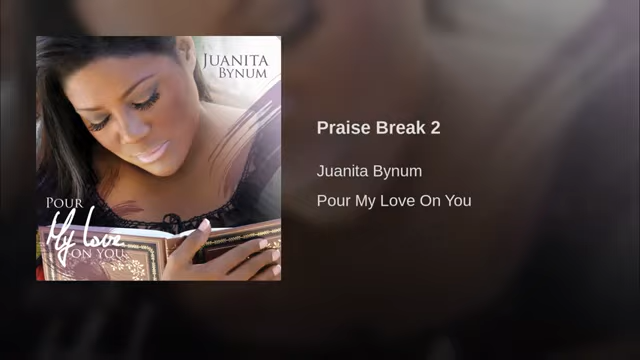 JUANITA
BYNUM
POUR
My Love
ON YOU
Praise Break 2
Juanita Bynum
Pour My Love On You